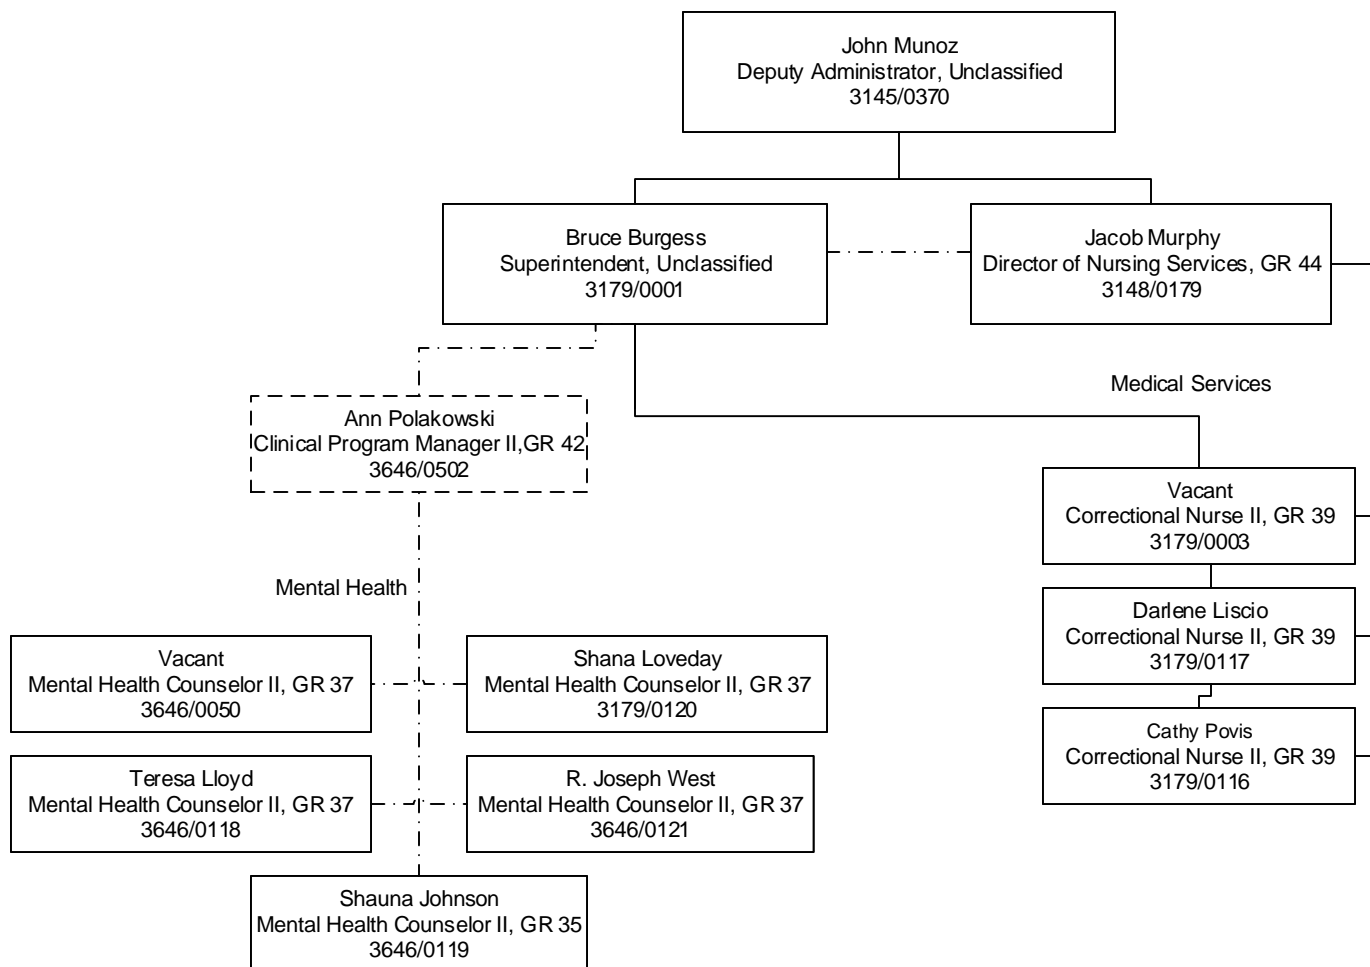 John Munoz
Deputy Administrator, Unclassified
3145/0370
Bruce Burgess
Superintendent, Unclassified
3179/0001
Jacob Murphy
Director of Nursing Services, GR 44
3148/0179
Medical Services
Ann Polakowski
Clinical Program Manager II,GR 42
3646/0502
Vacant
Correctional Nurse II, GR 39
3179/0003
Mental Health
Darlene Liscio
Correctional Nurse II, GR 39
3179/0117
Vacant
Mental Health Counselor II, GR 37
3646/0050
Shana Loveday
Mental Health Counselor II, GR 37
3179/0120
Cathy Povis
Correctional Nurse II, GR 39
3179/0116
Teresa Lloyd
Mental Health Counselor II, GR 37
3646/0118
R. Joseph West
Mental Health Counselor II, GR 37
3646/0121
Shauna Johnson
Mental Health Counselor II, GR 35
3646/0119